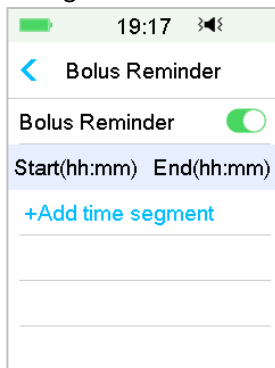 19:17
Bolus Reminder
Bolus Reminder
Start(hh:mm) End(hh:mm)
+Add time segment